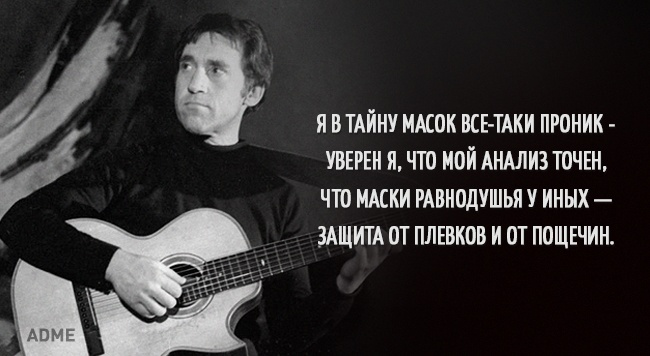 Я В ТАЙНУ МАСОК ВСЕ-ТАКИ ПРОНИК -
УВЕРЕН Я, ЧТО МОЙ АНАЛИЗ ТОЧЕН,
ЧТО МАСКИ РАВНОДУШЬЯ У ИНЫХ —
ЗАЩИТА ОТ ПЛЕВКОВ И ОТ ПОЩЕЧИН.
ADME